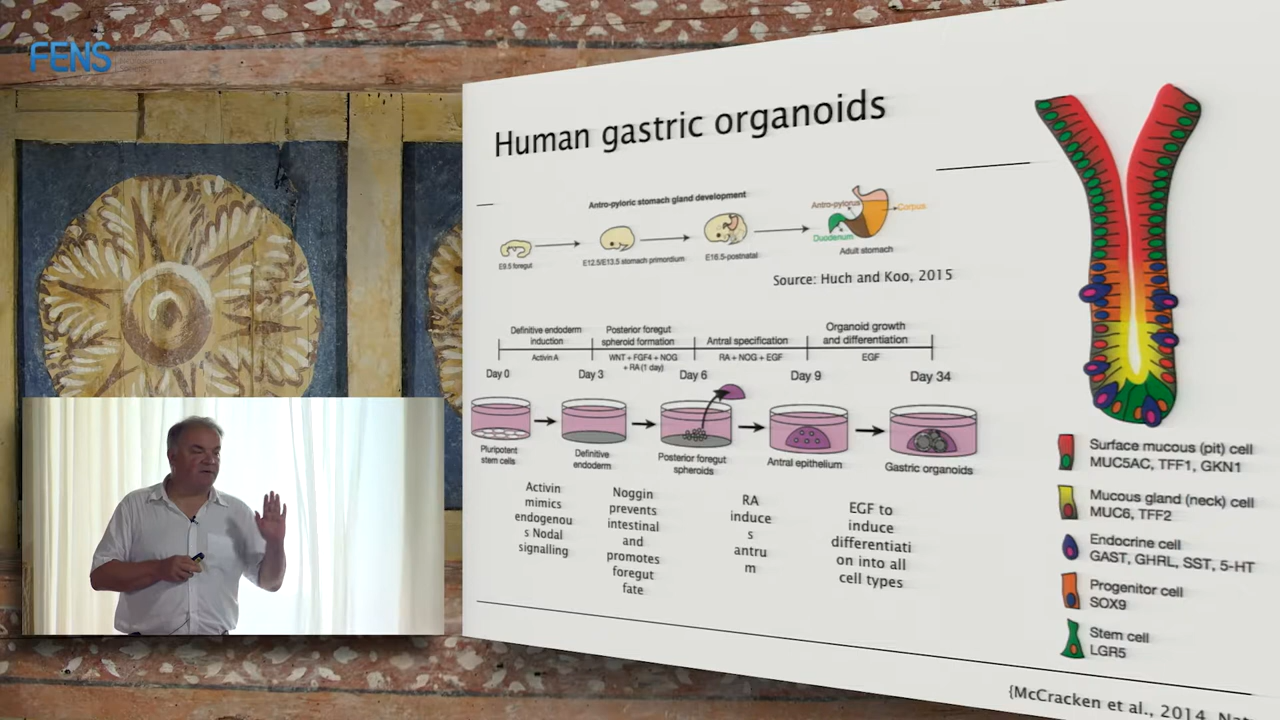 FENS
Human gastric organoids
Antro-pyloric stomach gland development
Antro-pylorus
Corpus
Duodenum
E9.5 foregut
E12.5/E13.5 stomach primordium
E16.5-postnatal
Adult stomach
Source: Huch and Koo, 2015
Definitive endoderm
induction
Posterior foregut
spheroid formation
Antral specification
Organoid growth
and differentiation
Activin A
WNT + FGF4 + NOG
+ RA (1 day)
RA + NOG + EGF
EGF
Day 0
Day 3
Day 6
Day 9
Day 34
Pluripotent
stem cells
Definitive
endoderm
Posterior foregut
spheroids
Antral epithelium
Gastric organoids
Activin
mimics
endogenou
s Nodal
signalling
Noggin
prevents
intestinal
and
promotes
foregut
fate
RA
induce
s
antru
m
EGF to
induce
differentiati
on into all
cell types
Surface mucous (pit) cell
MUC5AC, TFF1, GKN1
Mucous gland (neck) cell
MUC6, TFF2
Endocrine cell
GAST, GHRL, SST, 5-HT
Progenitor cell
SOX9
Stem cell
LGR5
{McCracken et al., 2014,